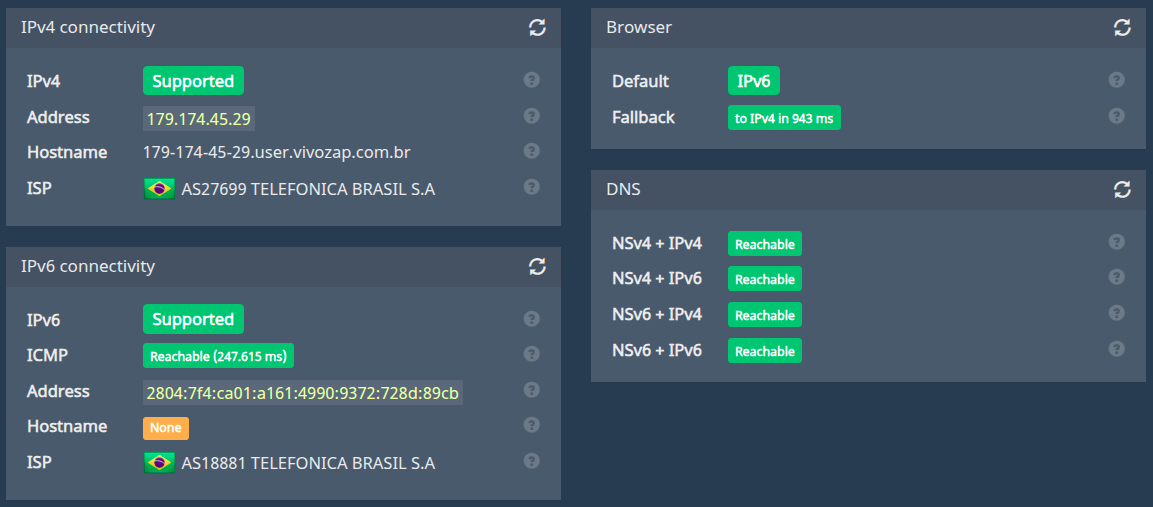 IPv4 connectivity
IPv4 Supported ?
Address 179.174.45.29 ?
Hostname 179-174-45-29.user.vivozap.com.br ?
ISP AS27699 TELEFONICA BRASIL S.A ?
IPv6 connectivity
IPv6 Supported ?
ICMP Reachable (247.615 ms) ?
Address 2804:7f4:ca01:a161:4990:9372:728d:89cb ?
Hostname None ?
ISP AS18881 TELEFONICA BRASIL S.A ?
Browser
Default IPv6 ?
Fallback to IPv4 in 943 ms ?
DNS
NSv4 + IPv4 Reachable ?
NSv4 + IPv6 Reachable ?
NSv6 + IPv4 Reachable ?
NSv6 + IPv6 Reachable ?